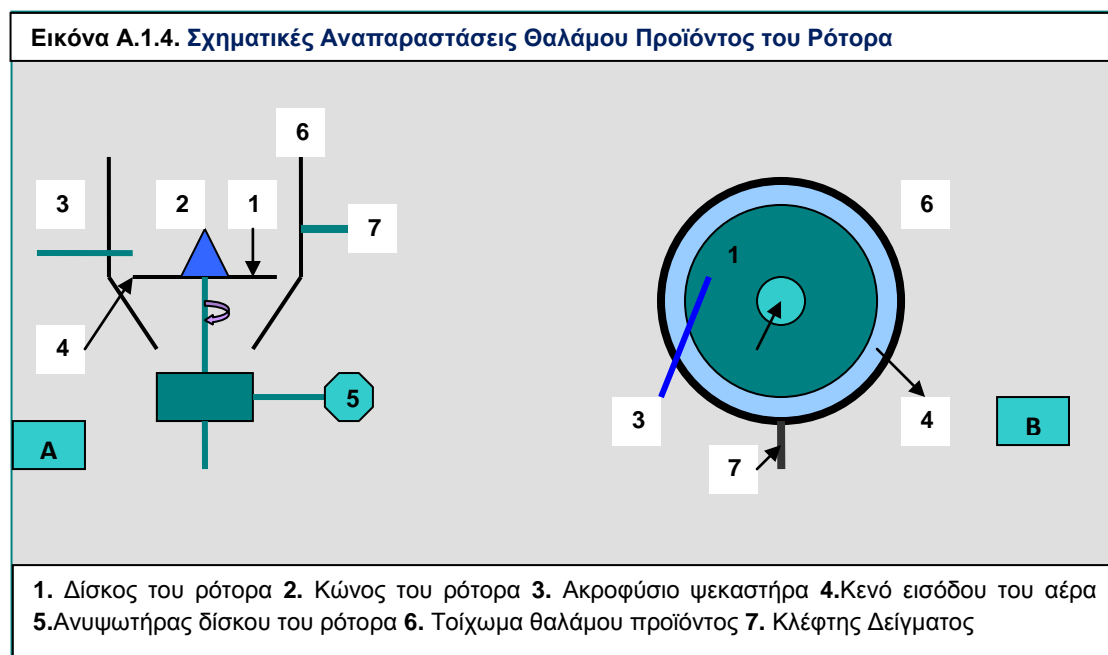 Εικόνα Α.1.4. Σχηματικές Αναπαραστάσεις Θαλάμου Προϊόντος του Ρότορα
6
3
2
1
7
4
5
A
6
1
3
4
7
B
1. Δίσκος του ρότορα 2. Κώνος του ρότορα 3. Ακροφύσιο ψεκαστήρα 4.Κενό εισόδου του αέρα
5.Ανυψωτήρας δίσκου του ρότορα 6. Τοίχωμα θαλάμου προϊόντος 7. Κλέφτης Δείγματος